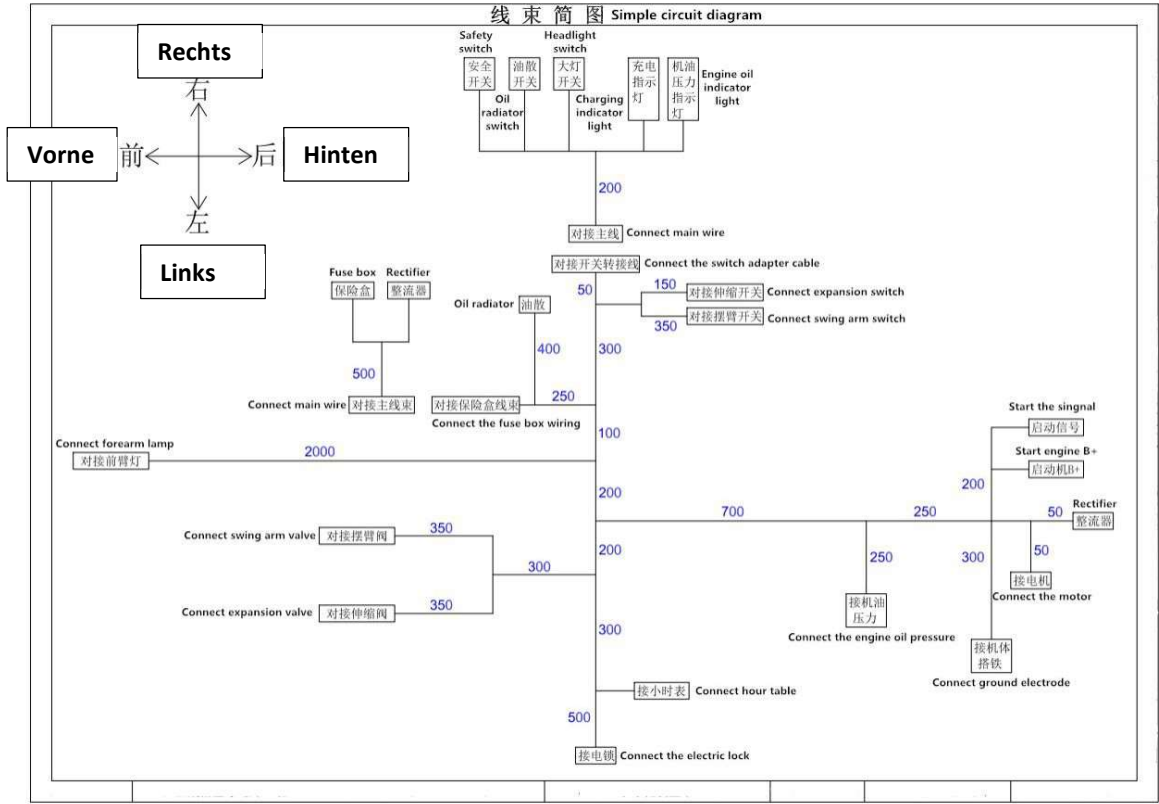 线 束 简 图 Simple circuit diagram
Rechts
右
Vorne
前
后
Hinten
左
Links
Safety
switch
安全
开关
油散
开关
Oil
radiator
switch
Headlight
switch
大灯
开关
Charging
indicator
light
充电
指示
灯
机油
压力
指示
灯
Engine oil
indicator
light
200
对接主线 Connect main wire
对接开关转接线 Connect the switch adapter cable
50
150
对接伸缩开关 Connect expansion switch
对接摆臂开关 Connect swing arm switch
350
Fuse box
保险盒
Rectifier
整流器
Oil radiator 油散
400
300
500
250
Connect main wire 对接主线束
对接保险盒线束
Connect the fuse box wiring
100
Connect forearm lamp
对接前臂灯
2000
Start the singnal
启动信号
Start engine B+
启动机B+
200
200
Rectifier
整流器
700
250
50
Connect swing arm valve 对接摆臂阀
350
200
300
250
300
50
接电机
Connect the motor
Connect expansion valve 对接伸缩阀
350
接机油
压力
Connect the engine oil pressure
300
接机体
搭铁
Connect ground electrode
接小时表 Connect hour table
500
接电锁 Connect the electric lock